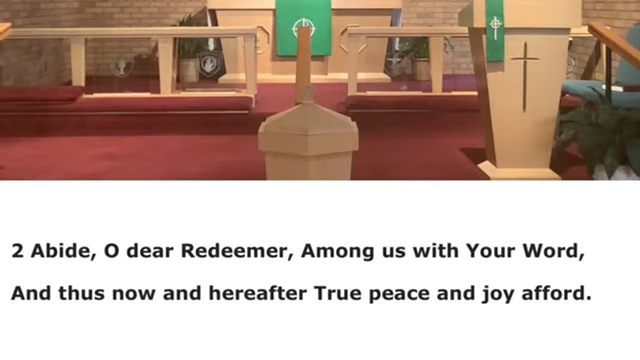 2 Abide, O dear Redeemer, Among us with Your Word,
And thus now and hereafter True peace and joy afford.